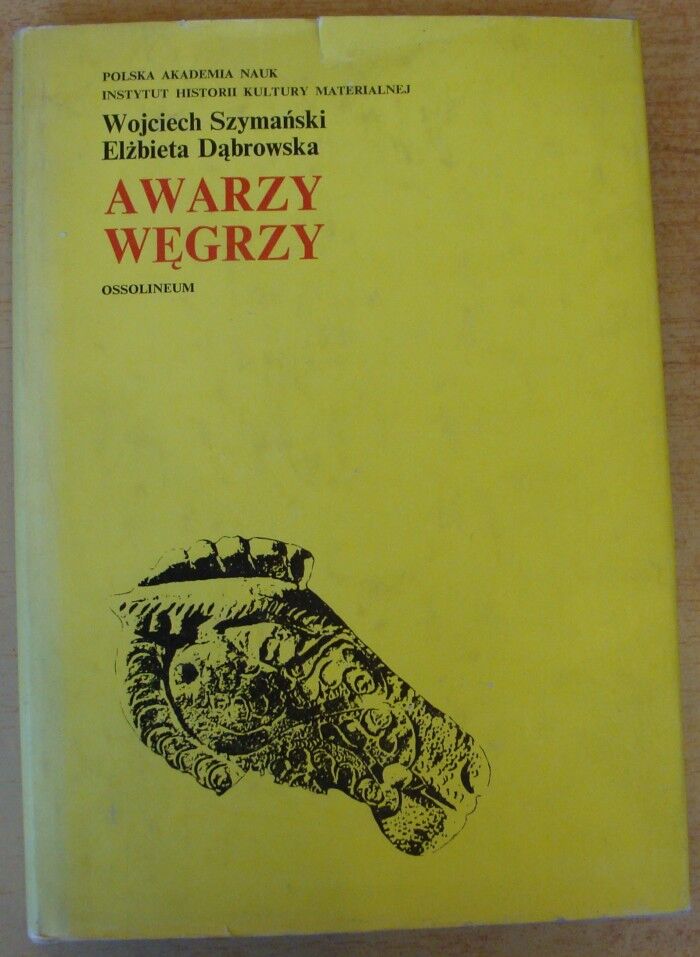 POLSKA AKADEMIA NAUK
INSTYTUT HISTORII KULTURY MATERIALNEJ
Wojciech Szymański
Elżbieta Dąbrowska
AWARZY
WĘGRZY
OSSOLINEUM